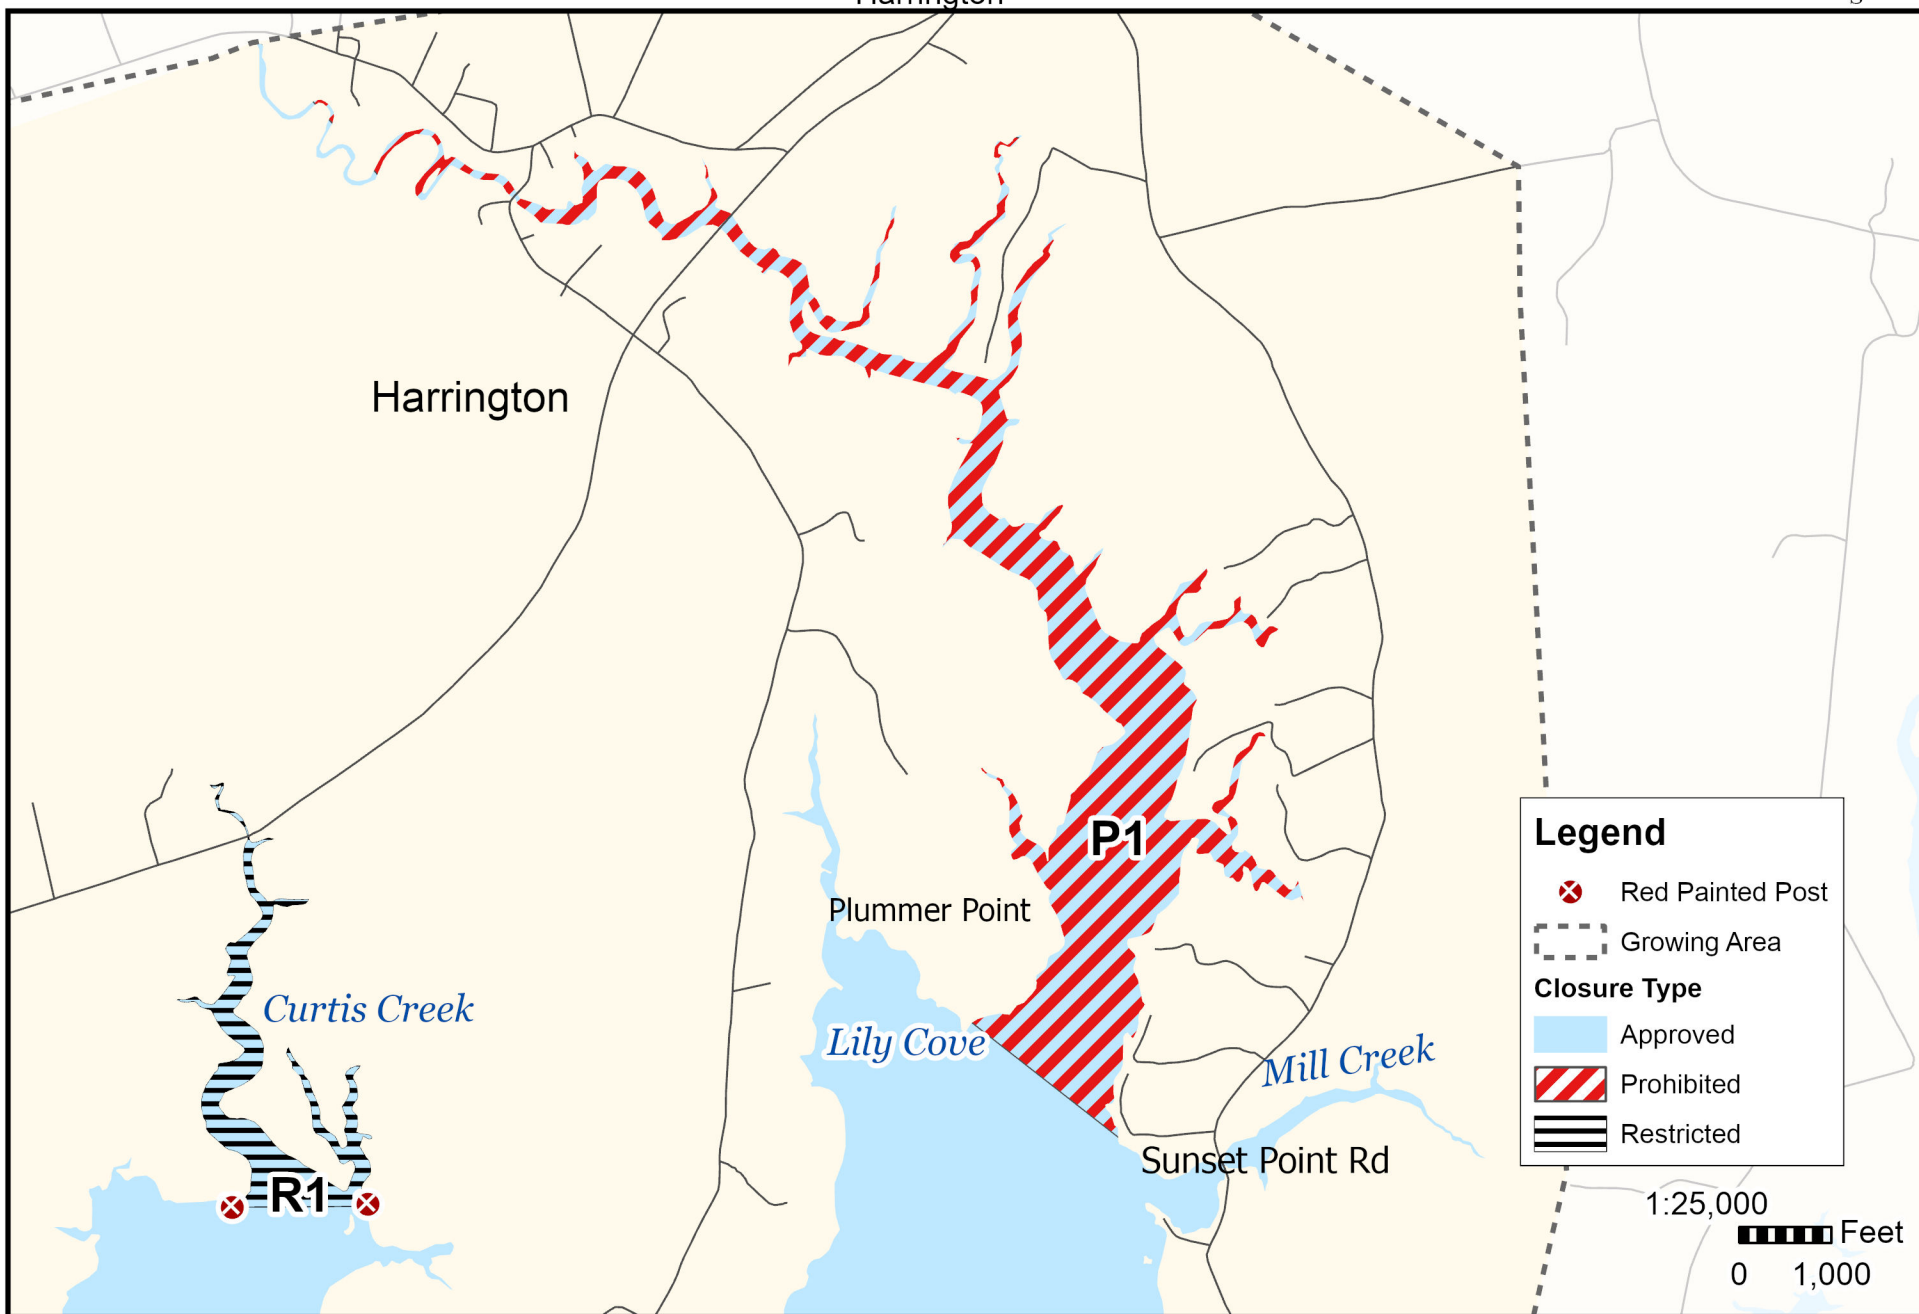 Harrington
Harrington
P1
Plummer Point
Curtis Creek
Lily Cove
Mill Creek
Sunset Point Rd
R1
Legend
Red Painted Post
Growing Area
Closure Type
Approved
Prohibited
Restricted
1:25,000
Feet
0 1,000